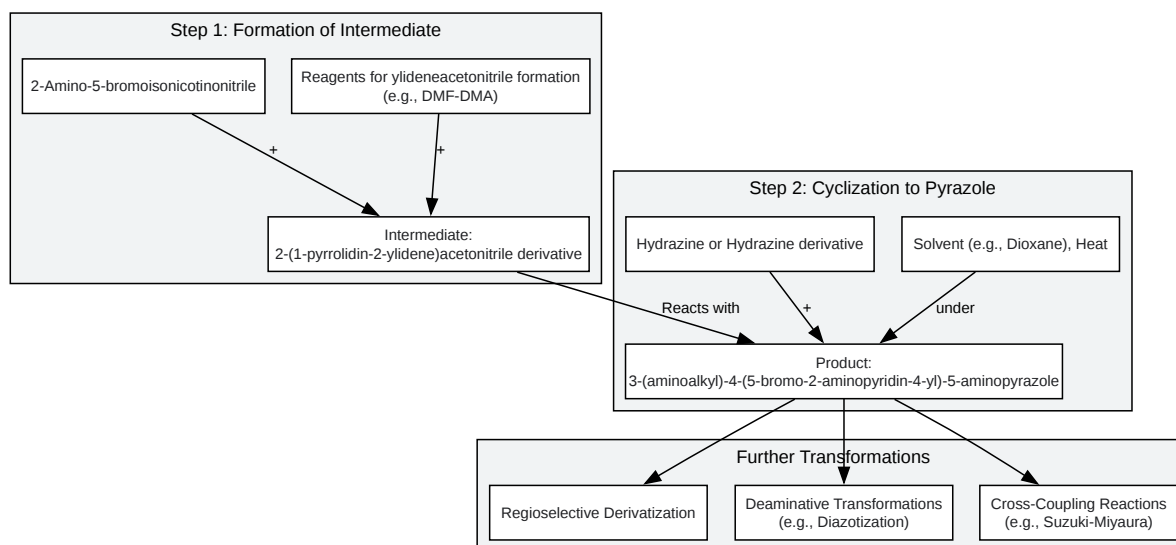 Step 1: Formation of Intermediate
2-Amino-5-bromoisonicotinonitrile
Reagents for ylideneacetonitrile formation
(e.g., DMF-DMA)
+
+
Intermediate:
2-(1-pyrrolidin-2-ylidene)acetonitrile derivative
Step 2: Cyclization to Pyrazole
Hydrazine or Hydrazine derivative
Solvent (e.g., Dioxane), Heat
Reacts with
+
under
Product:
3-(aminoalkyl)-4-(5-bromo-2-aminopyridin-4-yl)-5-aminopyrazole
Further Transformations
Regioselective Derivatization
Deaminative Transformations
(e.g., Diazotization)
Cross-Coupling Reactions
(e.g., Suzuki-Miyaura)